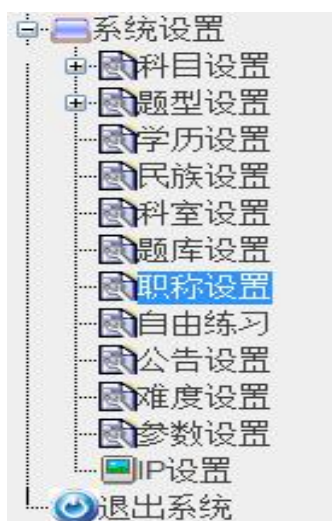 系统设置
科目设置
题型设置
学历设置
民族设置
科室设置
题库设置
职称设置
自由练习
公告设置
难度设置
参数设置
IP设置
退出系统